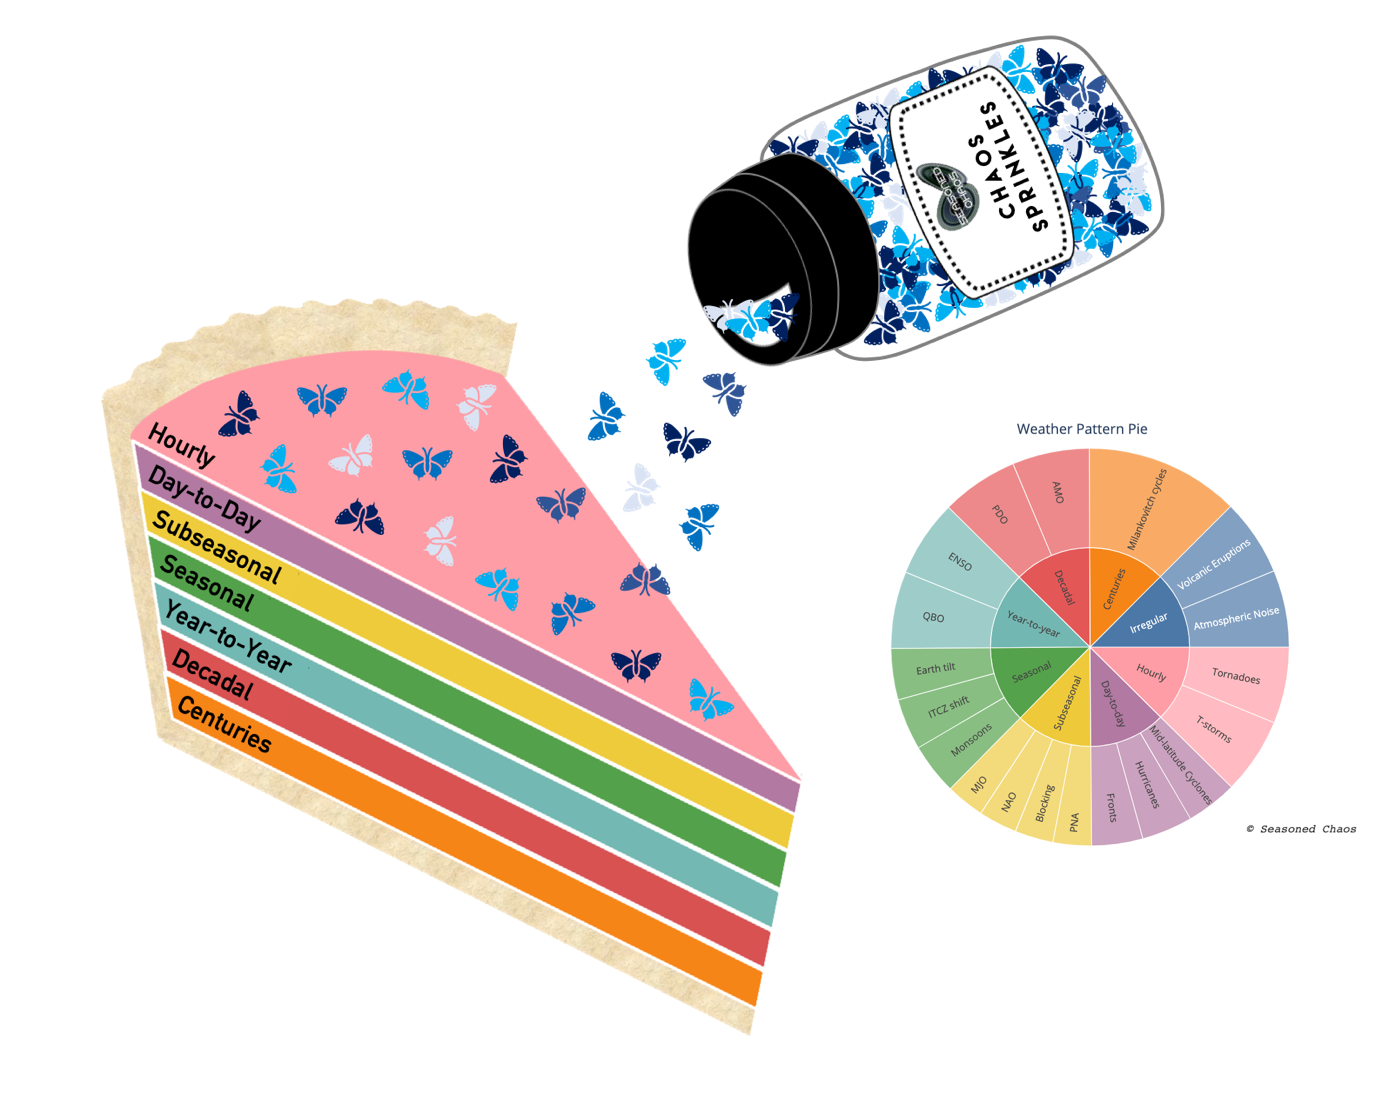 CHAOS
SPRINKLES
SEASONED
CHAOS
Hourly
Day-to-Day
Subseasonal
Seasonal
Year-to-Year
Decadal
Centuries
Weather Pattern Pie
Centuries
Milankovitch cycles
Irregular
Volcanic Eruptions
Atmospheric Noise
Hourly
Tornadoes
T-storms
Day-to-day
Mid-latitude Cyclones
Hurricanes
Fronts
Subseasonal
PNA
Blocking
NAO
MJO
Seasonal
Monsoons
ITCZ shift
Earth tilt
Year-to-year
QBO
ENSO
Decadal
PDO
AMO
© Seasoned Chaos